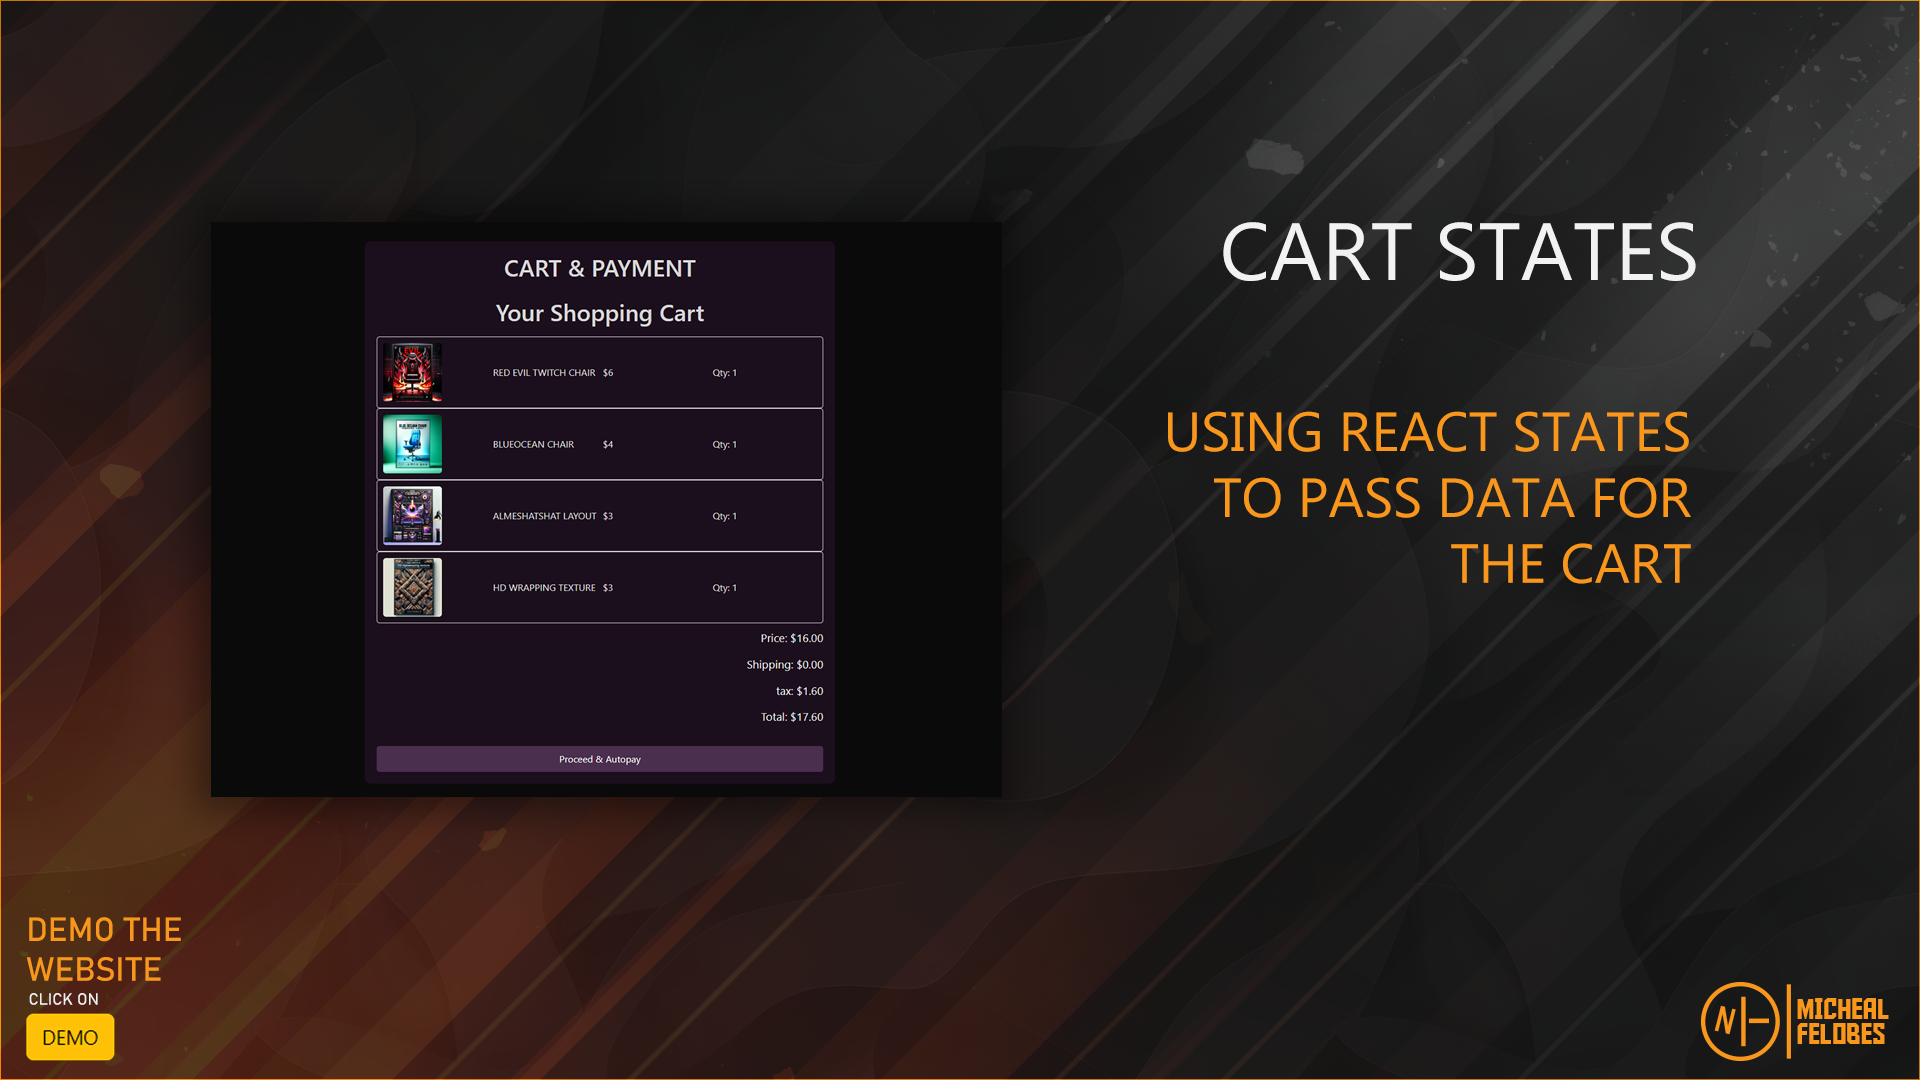 CART STATES
USING REACT STATES
TO PASS DATA FOR
THE CART
CART & PAYMENT
Your Shopping Cart
RED EVIL TWITCH CHAIR $6 Qty: 1
BLUEOCEAN CHAIR $4 Qty: 1
ALMESHATSHAT LAYOUT $3 Qty: 1
HD WRAPPING TEXTURE $3 Qty: 1
Price: $16.00
Shipping: $0.00
tax: $1.60
Total: $17.60
Proceed & Autopay
DEMO THE
WEBSITE
CLICK ON
DEMO
MICHEAL
FELOBES